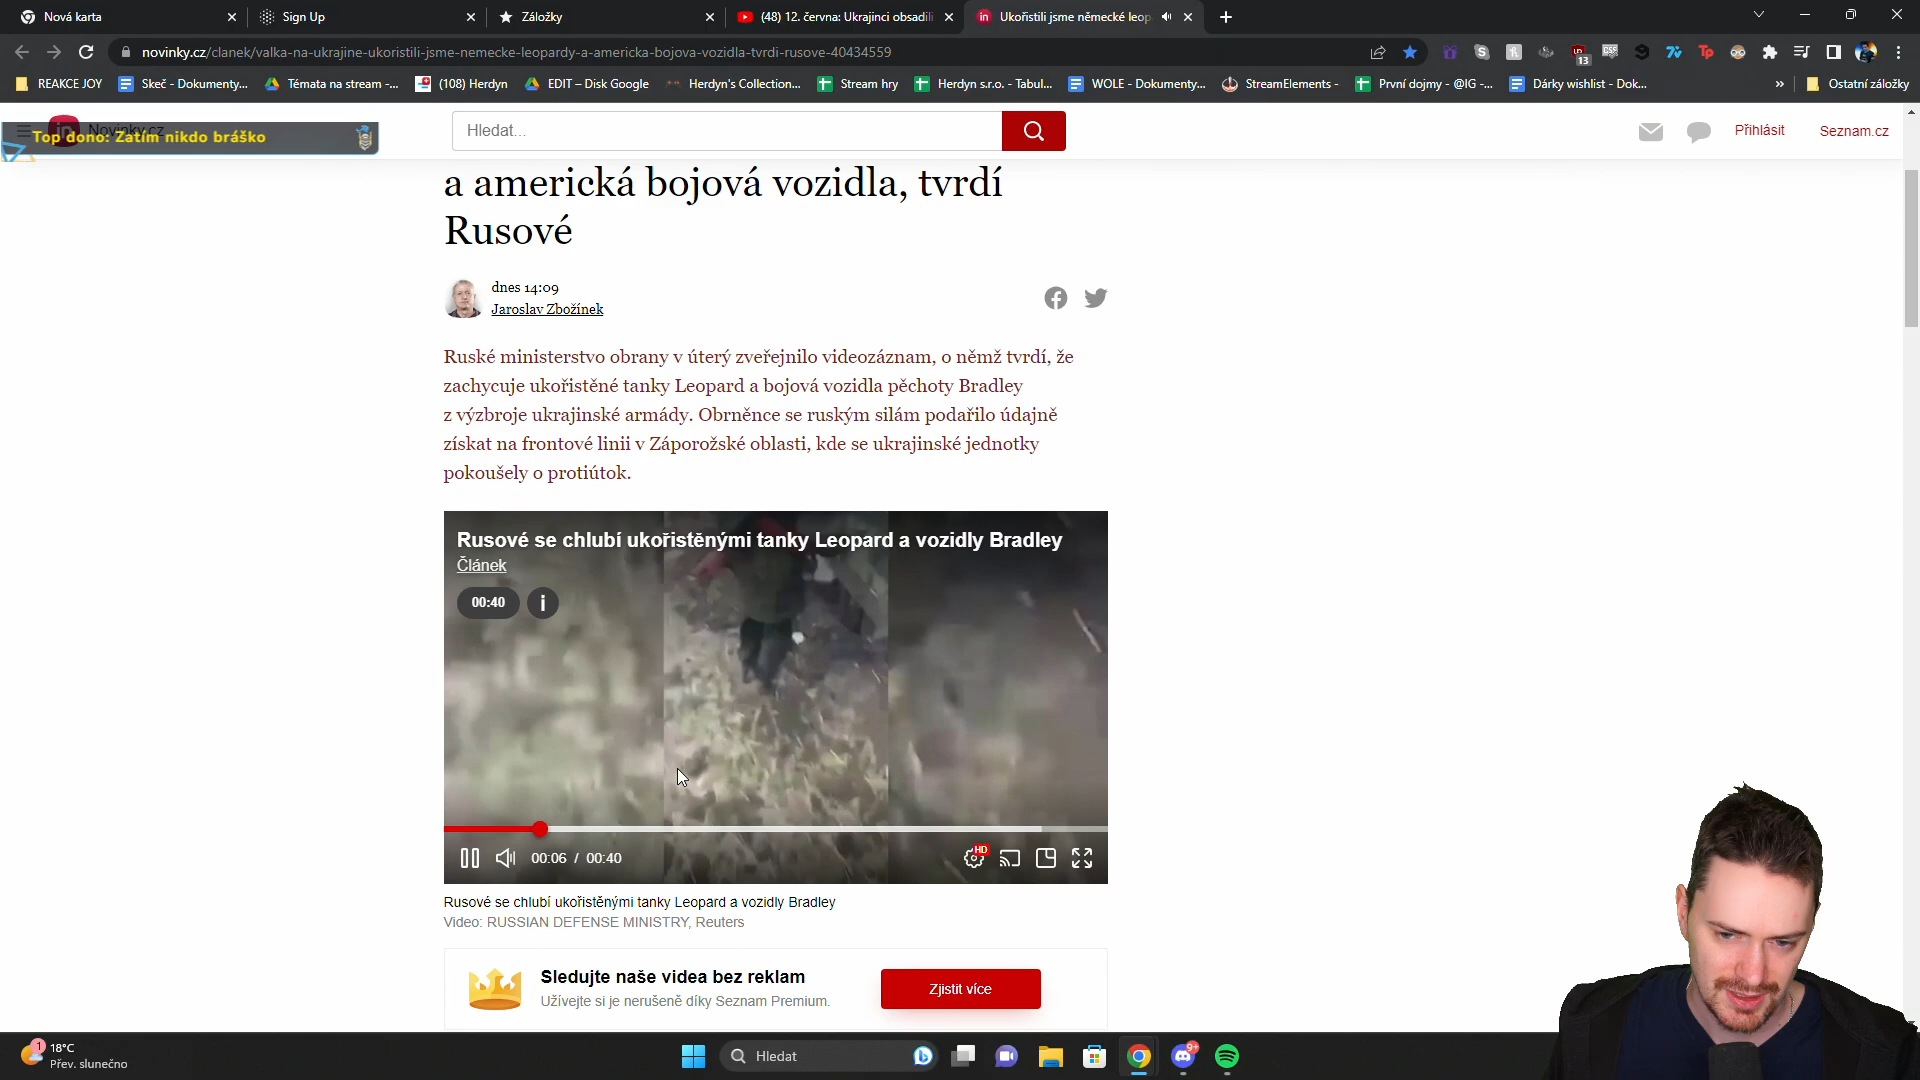 Nová karta
Sign Up
Záložky
(48) 12. června: Ukrajinci obsadili
Ukořistili jsme německé leop
novinky.cz/clanek/valka-na-ukrajine-ukoristili-jsme-nemecke-leopardy-a-americka-bojova-vozidla-tvrdi-rusove-40434559
13
REAKCE JOY
Skeč - Dokumenty...
Témata na stream -...
(108) Herdyn
EDIT – Disk Google
Herdyn's Collection...
Stream hry
Herdyn s.r.o. - Tabul...
WOLE - Dokumenty...
StreamElements -
První dojmy - @IG -...
Dárky wishlist - Dok...
»
Ostatní záložky
Novinky.cz
Top dono: Zatím nikdo bráško
Hledat...
Přihlásit
Seznam.cz
a americká bojová vozidla, tvrdí
Rusové
dnes 14:09
Jaroslav Zbožínek
Ruské ministerstvo obrany v úterý zveřejnilo videozáznam, o němž tvrdí, že
zachycuje ukořistěné tanky Leopard a bojová vozidla pěchoty Bradley
z výzbroje ukrajinské armády. Obrněnce se ruským silám podařilo údajně
získat na frontové linii v Záporožské oblasti, kde se ukrajinské jednotky
pokoušely o protiútok.
Rusové se chlubí ukořistěnými tanky Leopard a vozidly Bradley
Článek
00:40
i
00:06 / 00:40
HD
Rusové se chlubí ukořistěnými tanky Leopard a vozidly Bradley
Video: RUSSIAN DEFENSE MINISTRY, Reuters
Sledujte naše videa bez reklam
Užívejte si je nerušeně díky Seznam Premium.
Zjistit více
1
18°C
Přev. slunečno
Hledat
9+